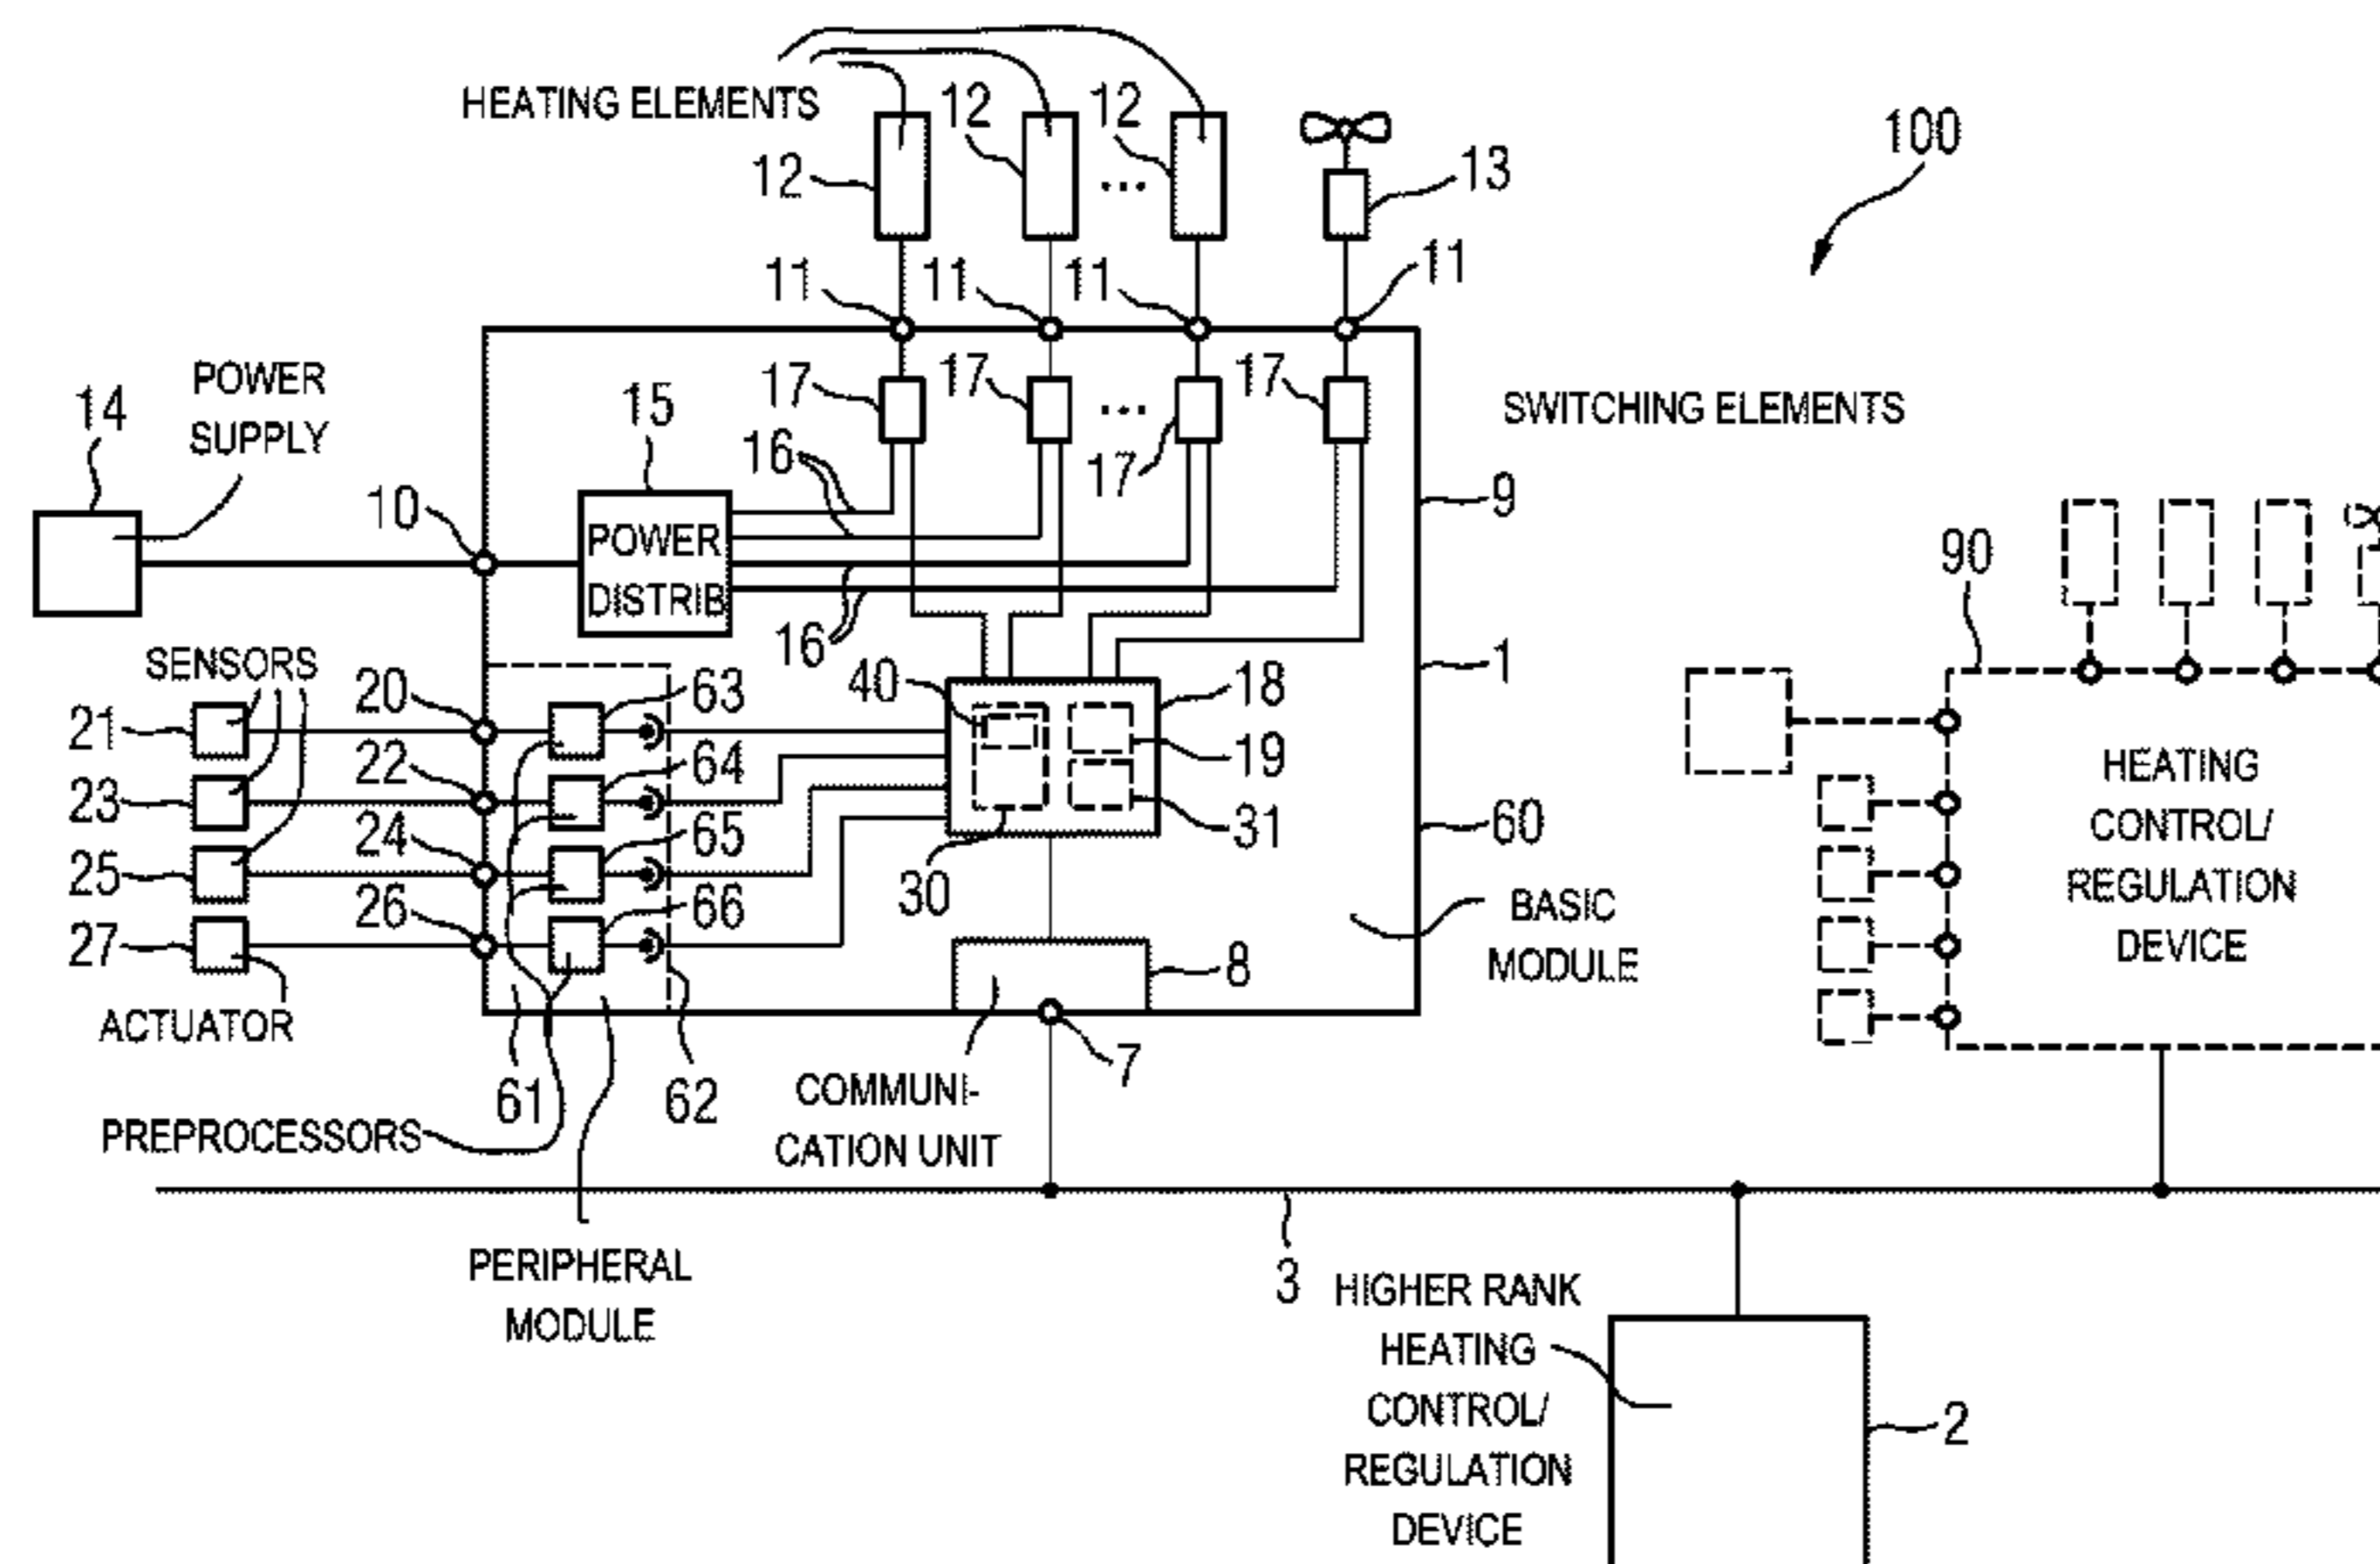 HEATING ELEMENTS
12
12
12
13
100
11
11
11
11
POWER
SUPPLY
14
15
17
17
17
17
SWITCHING ELEMENTS
16
10
9
POWER
DISTRIB
16
90
1
SENSORS
20
63
40
18
21
22
64
19
23
24
65
31
60
25
26
66
30
27
8
BASIC
MODULE
HEATING
CONTROL/
REGULATION
DEVICE
ACTUATOR
61
62
7
COMMUNI-
CATION UNIT
PREPROCESSORS
PERIPHERAL
MODULE
3
HIGHER RANK
HEATING
CONTROL/
REGULATION
DEVICE
2